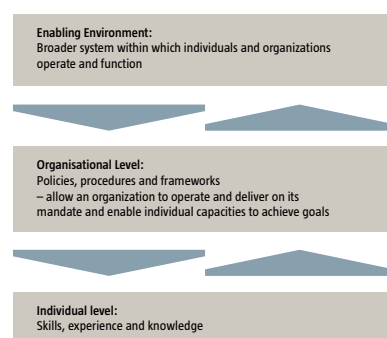 Enabling Environment:
Broader system within which individuals and organizations
operate and function
Organisational Level:
Policies, procedures and frameworks
– allow an organization to operate and deliver on its
mandate and enable individual capacities to achieve goals
Individual level:
Skills, experience and knowledge